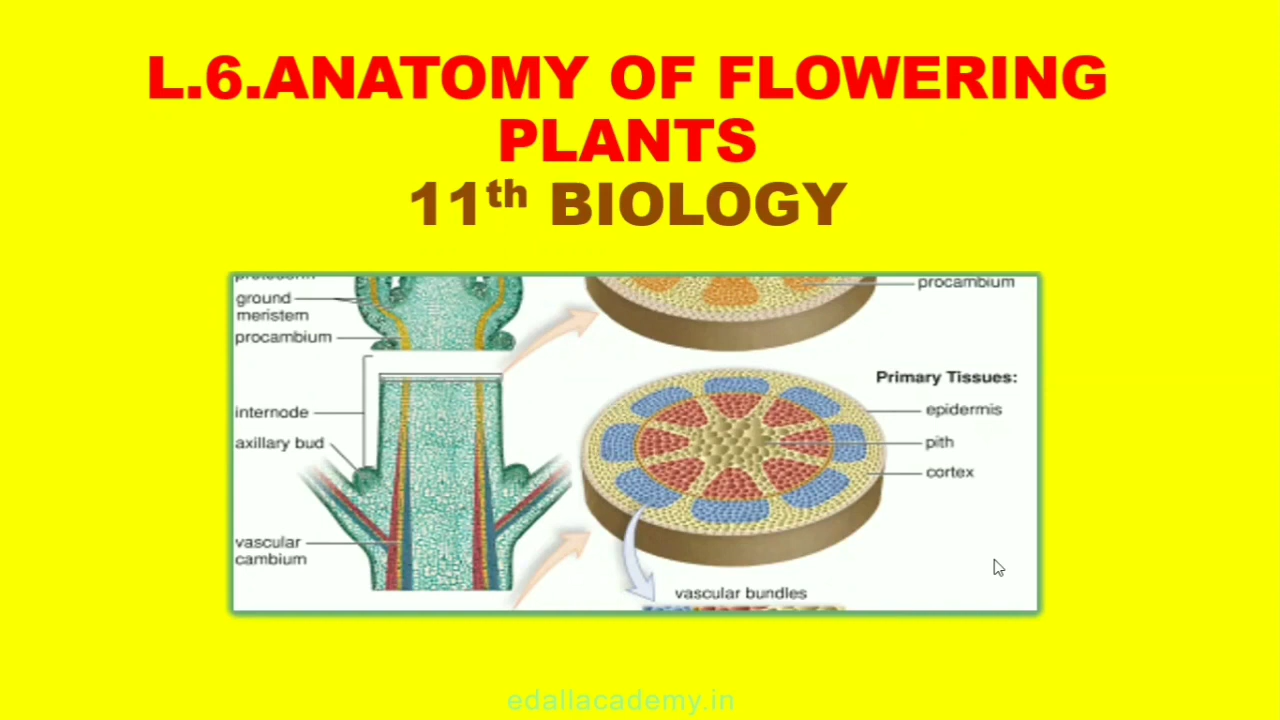 L.6.ANATOMY OF FLOWERING
PLANTS
11th BIOLOGY
ground
meristem
procambium
internode
axillary bud
vascular
cambium
procambium
Primary Tissues:
epidermis
pith
cortex
vascular bundles
edallacademy.in